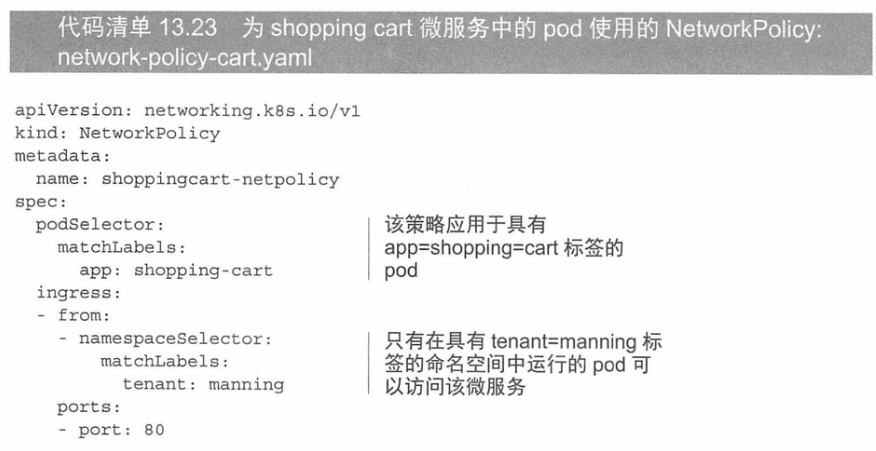 代码清单 13.23 为 shopping cart 微服务中的 pod 使用的 NetworkPolicy:
network-policy-cart.yaml
apiVersion: networking.k8s.io/v1
kind: NetworkPolicy
metadata:
  name: shoppingcart-netpolicy
spec:
  podSelector:
    matchLabels:
      app: shopping-cart
该策略应用于具有
app=shopping=cart 标签的
pod
  ingress:
  - from:
    - namespaceSelector:
        matchLabels:
          tenant: manning
只有在具有 tenant=manning 标
签的命名空间中运行的 pod 可
以访问该微服务
    ports:
    - port: 80